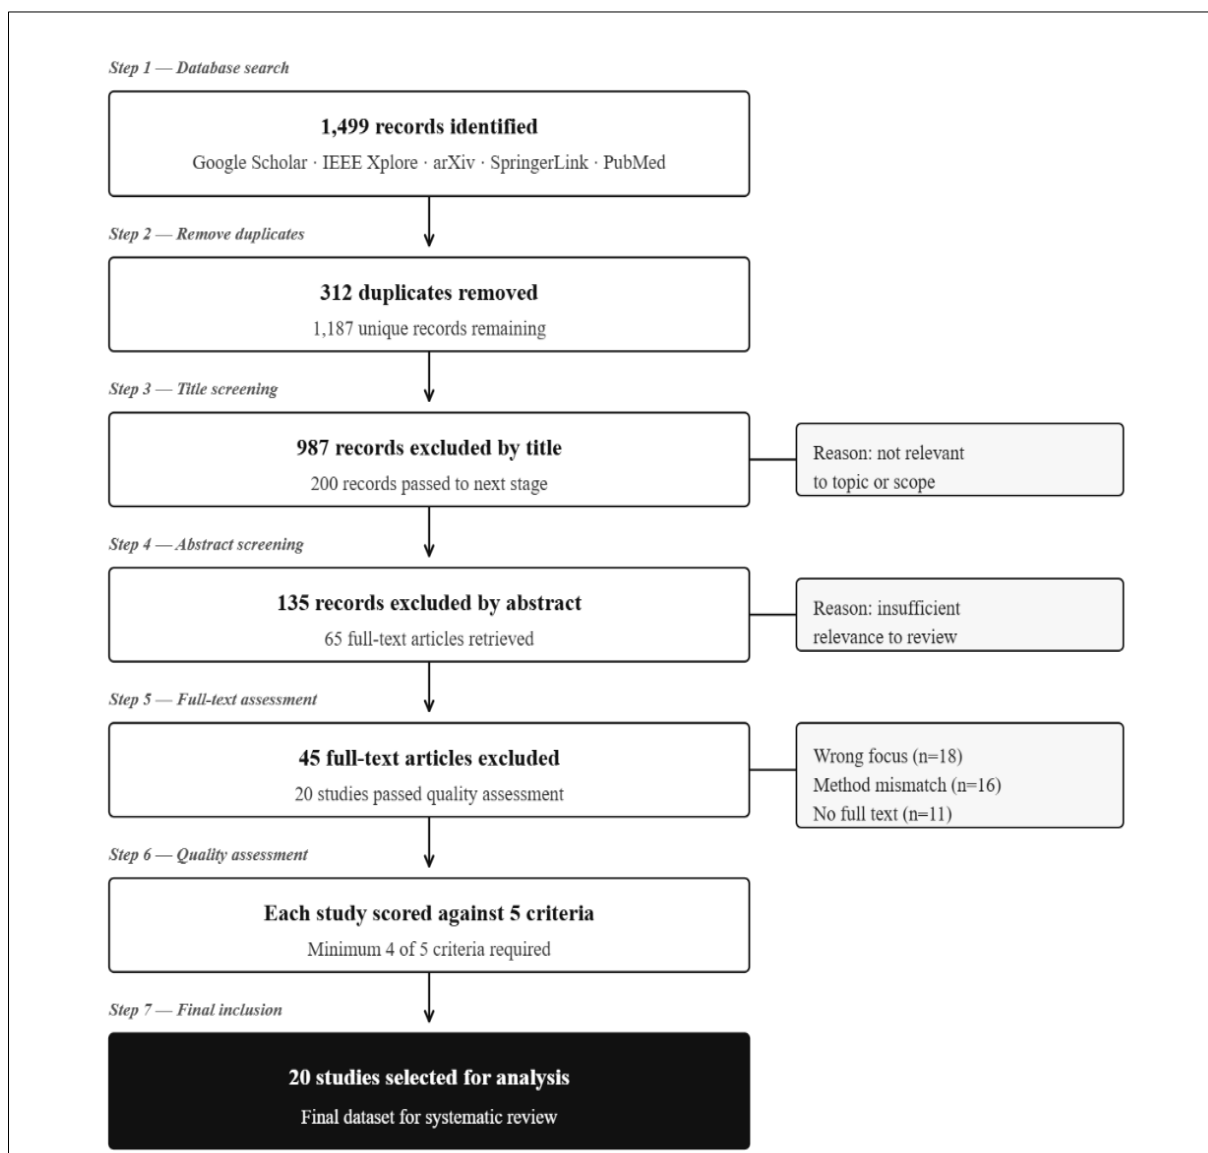 Step 1 — Database search
1,499 records identified
Google Scholar · IEEE Xplore · arXiv · SpringerLink · PubMed
Step 2 — Remove duplicates
312 duplicates removed
1,187 unique records remaining
Step 3 — Title screening
987 records excluded by title
200 records passed to next stage
Reason: not relevant
to topic or scope
Step 4 — Abstract screening
135 records excluded by abstract
65 full-text articles retrieved
Reason: insufficient
relevance to review
Step 5 — Full-text assessment
45 full-text articles excluded
20 studies passed quality assessment
Wrong focus (n=18)
Method mismatch (n=16)
No full text (n=11)
Step 6 — Quality assessment
Each study scored against 5 criteria
Minimum 4 of 5 criteria required
Step 7 — Final inclusion
20 studies selected for analysis
Final dataset for systematic review